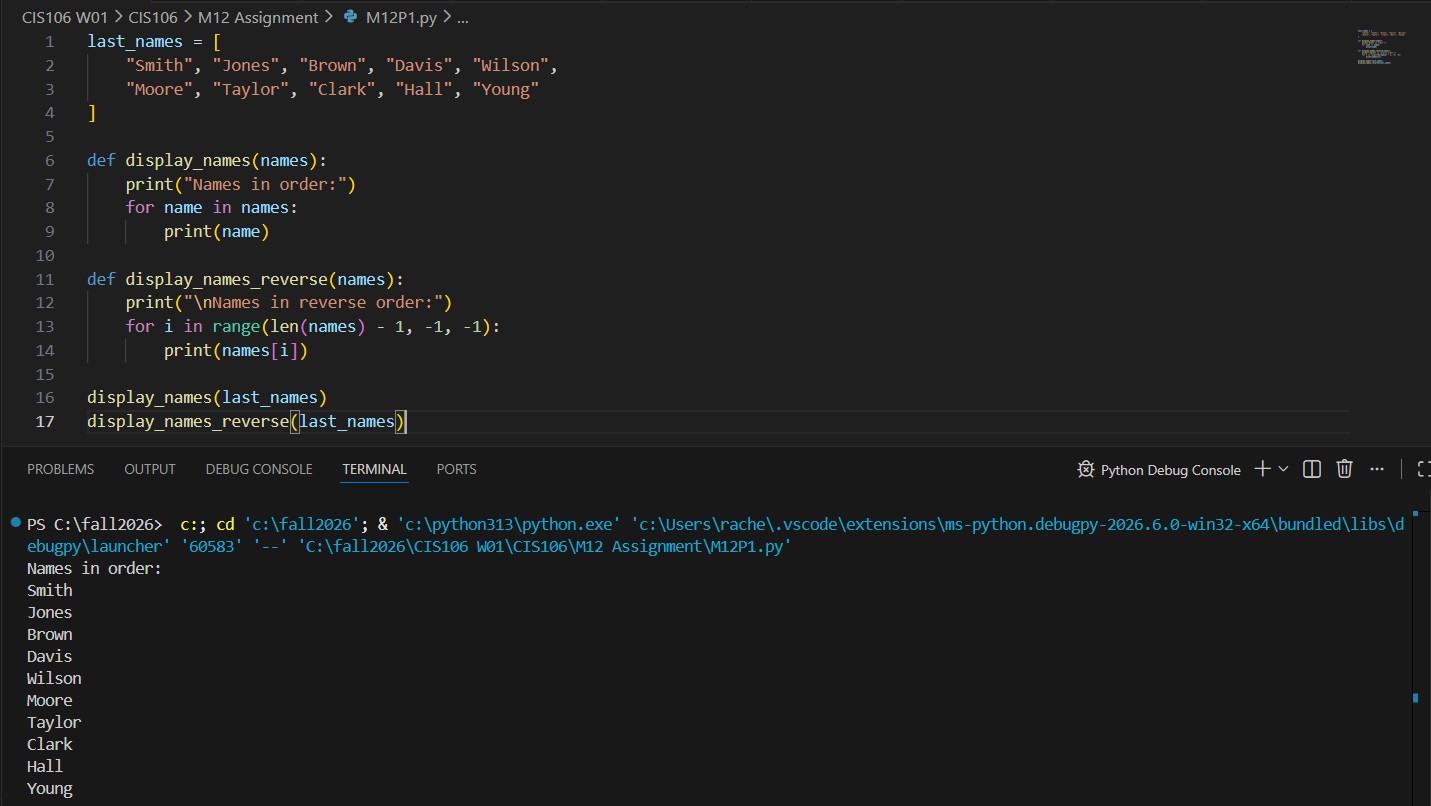 CIS106 W01 > CIS106 > M12 Assignment > M12P1.py > ...
1 last_names = [
2     "Smith", "Jones", "Brown", "Davis", "Wilson",
3     "Moore", "Taylor", "Clark", "Hall", "Young"
4 ]
5
6 def display_names(names):
7     print("Names in order:")
8     for name in names:
9         print(name)
10
11 def display_names_reverse(names):
12     print("\nNames in reverse order:")
13     for i in range(len(names) - 1, -1, -1):
14         print(names[i])
15
16 display_names(last_names)
17 display_names_reverse(last_names)
PROBLEMS OUTPUT DEBUG CONSOLE TERMINAL PORTS Python Debug Console
PS C:\fall2026>  c:; cd 'c:\fall2026'; & 'c:\python313\python.exe' 'c:\Users\rache\.vscode\extensions\ms-python.debugpy-2026.6.0-win32-x64\bundled\libs\d
ebugpy\launcher' '60583' '--' 'C:\fall2026\CIS106 W01\CIS106\M12 Assignment\M12P1.py'
Names in order:
Smith
Jones
Brown
Davis
Wilson
Moore
Taylor
Clark
Hall
Young